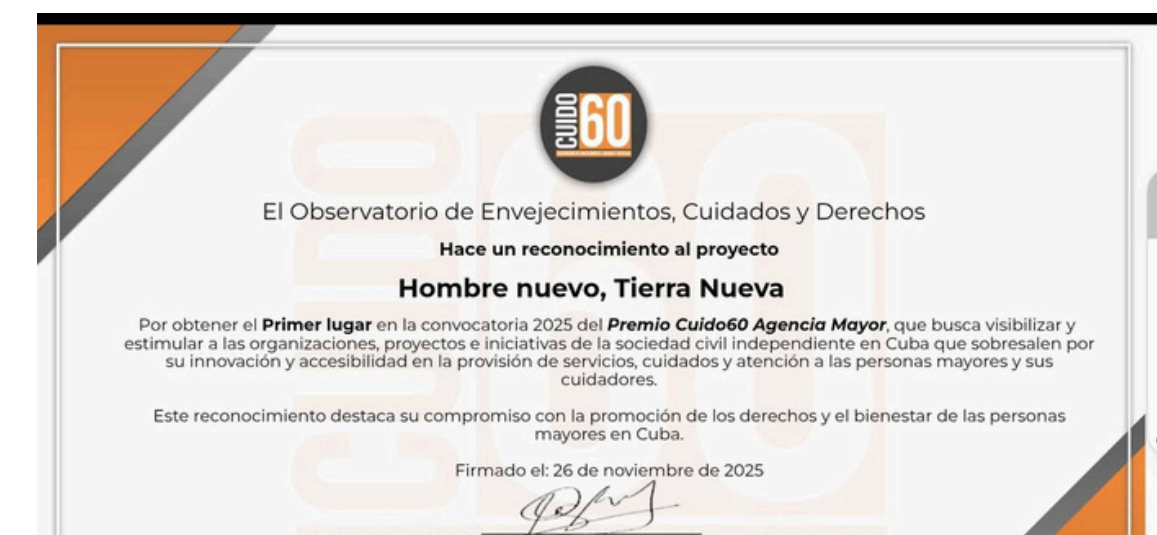 CUIDO60
El Observatorio de Envejecimientos, Cuidados y Derechos
Hace un reconocimiento al proyecto
Hombre nuevo, Tierra Nueva
Por obtener el Primer lugar en la convocatoria 2025 del Premio Cuido60 Agencia Mayor, que busca visibilizar y
estimular a las organizaciones, proyectos e iniciativas de la sociedad civil independiente en Cuba que sobresalen por
su innovación y accesibilidad en la provisión de servicios, cuidados y atención a las personas mayores y sus
cuidadores.
Este reconocimiento destaca su compromiso con la promoción de los derechos y el bienestar de las personas
mayores en Cuba.
Firmado el: 26 de noviembre de 2025